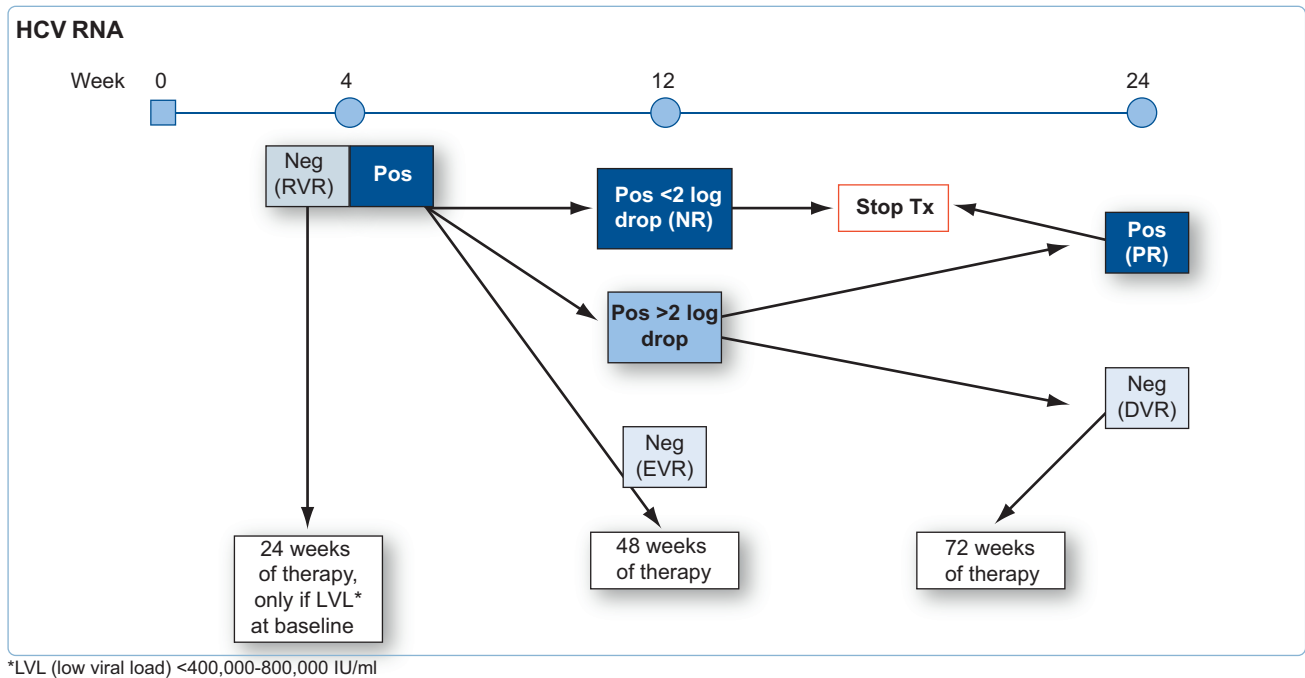 HCV RNA
Week 0 4 12 24
Neg
(RVR)
Pos
Pos <2 log
drop (NR)
Stop Tx
Pos
(PR)
Pos >2 log
drop
Neg
(DVR)
Neg
(EVR)
24 weeks
of therapy,
only if LVL*
at baseline
48 weeks
of therapy
72 weeks
of therapy
*LVL (low viral load) <400,000-800,000 IU/ml